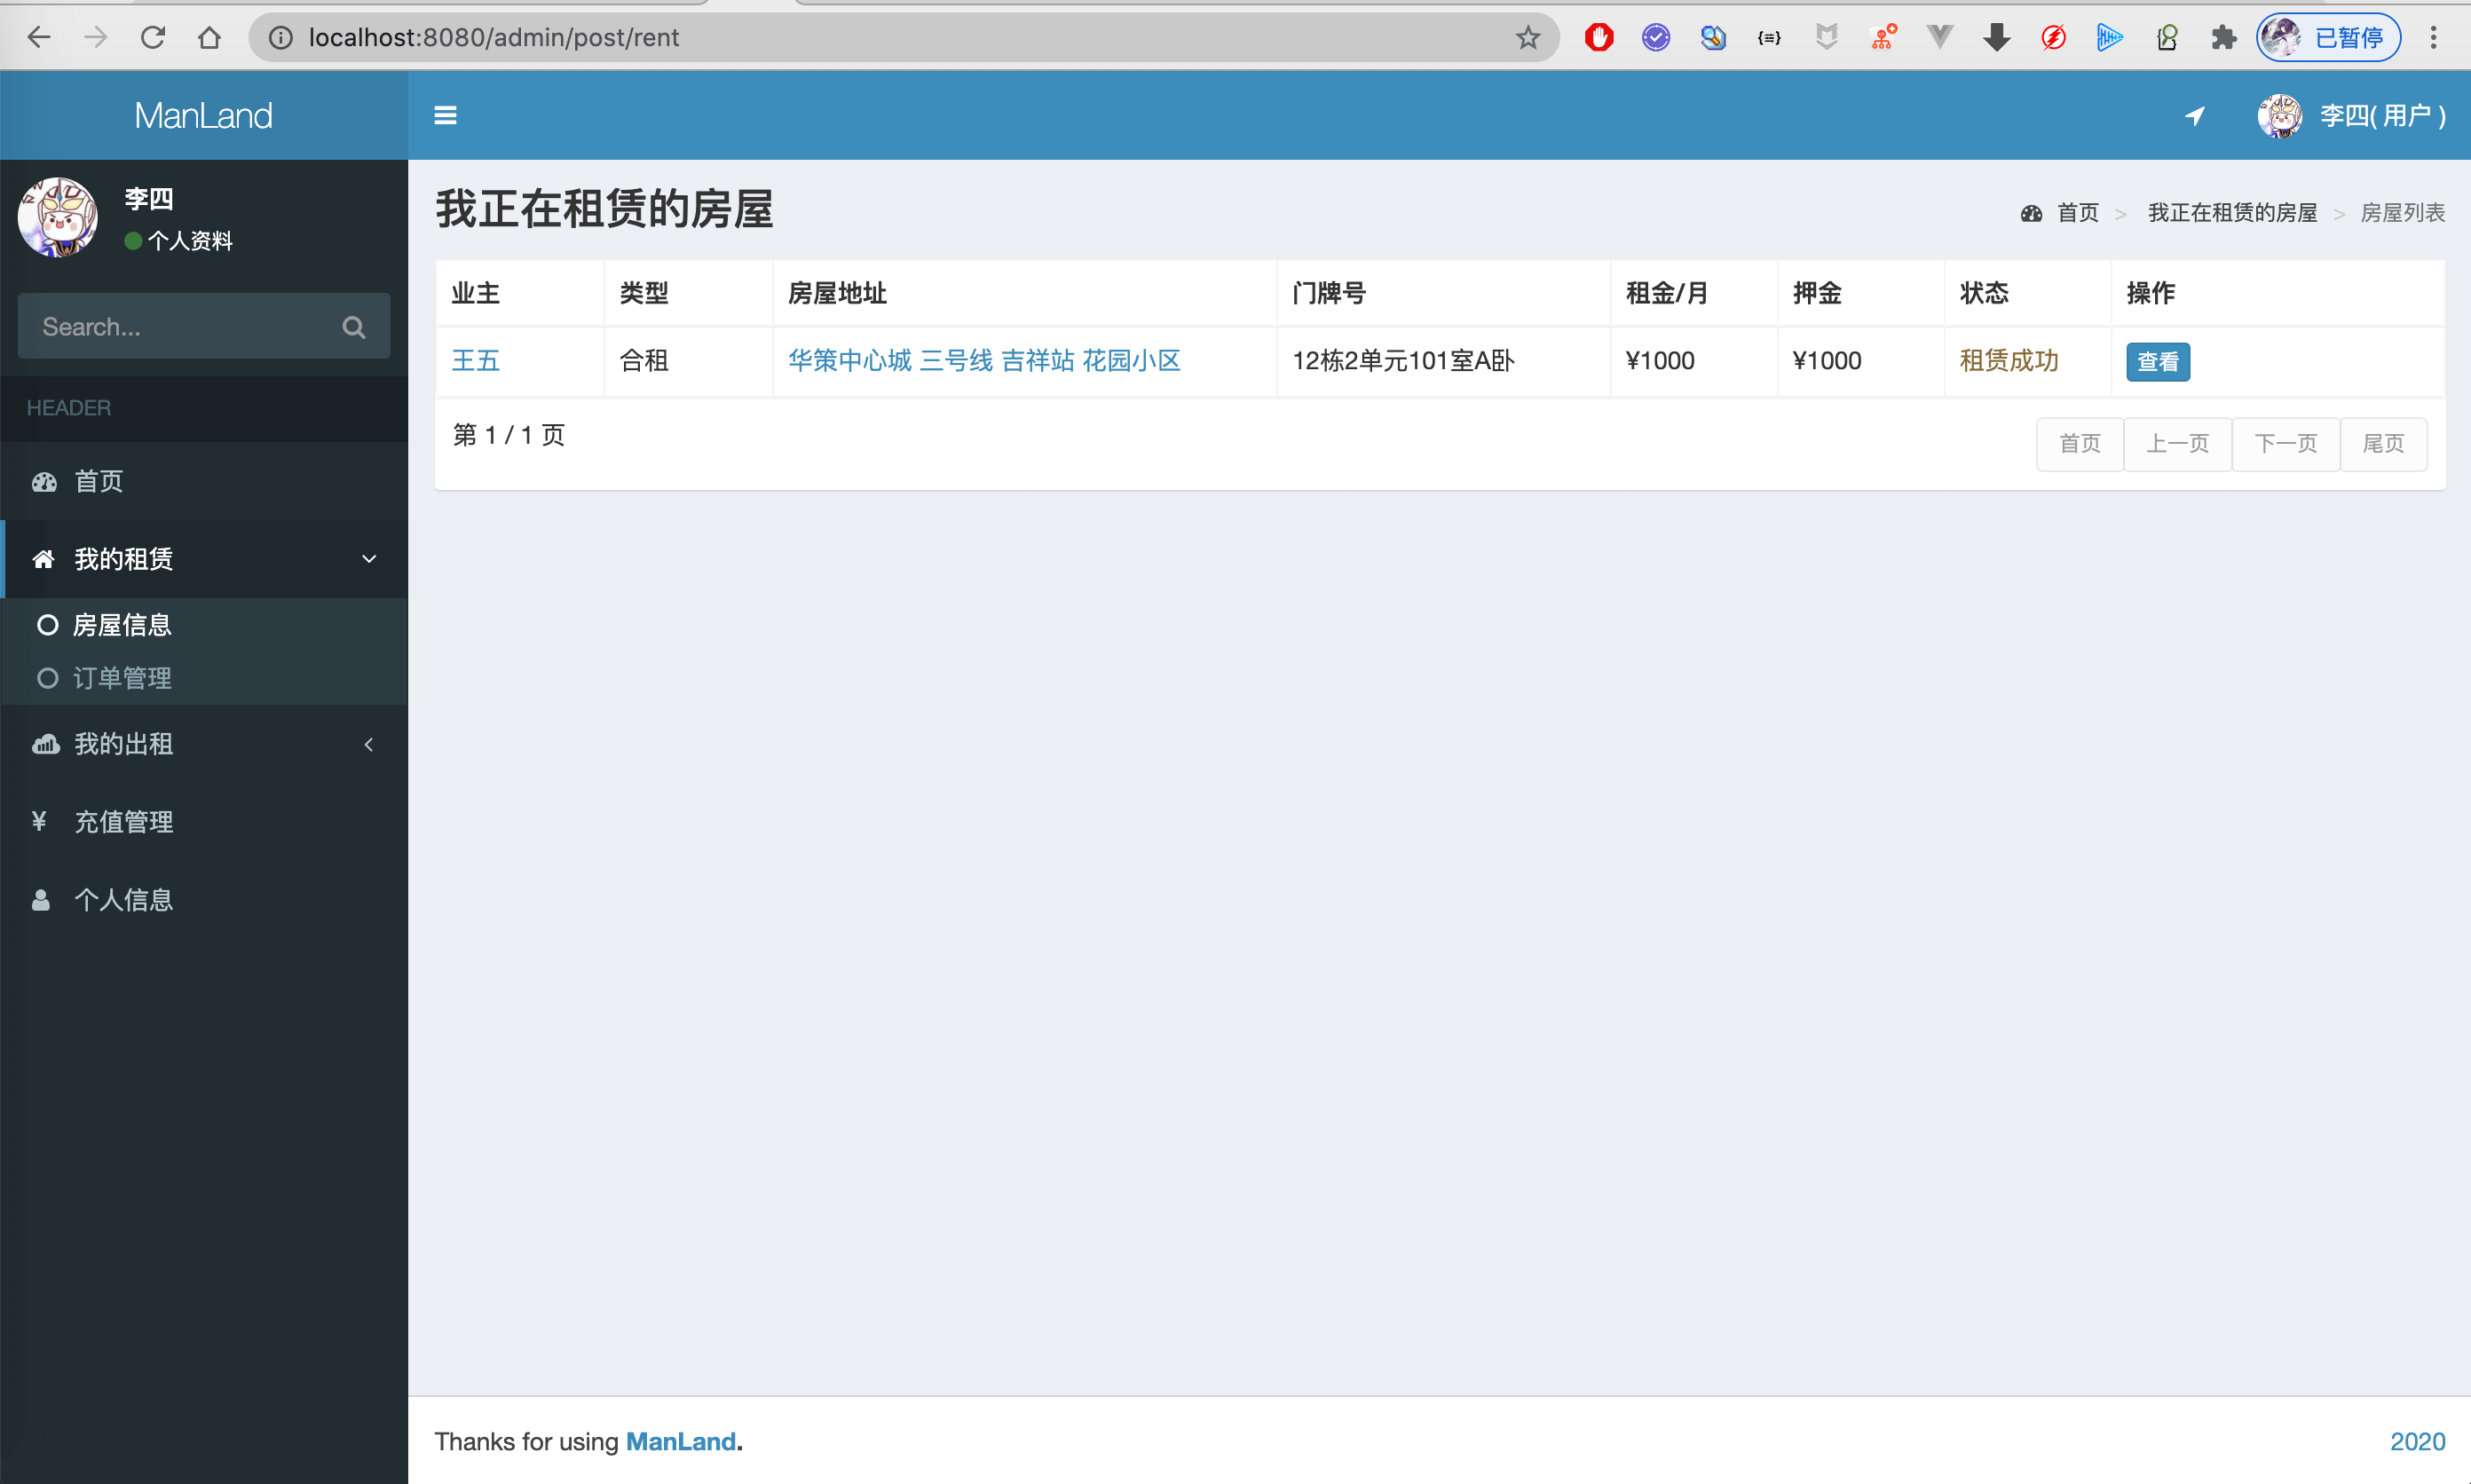 localhost:8080/admin/post/rent
已暂停
ManLand
李四( 用户 )
李四
个人资料
Search...
HEADER
首页
我的租赁
房屋信息
订单管理
我的出租
¥ 充值管理
个人信息
我正在租赁的房屋
首页 > 我正在租赁的房屋 > 房屋列表
业主 类型 房屋地址 门牌号 租金/月 押金 状态 操作
王五 合租 华策中心城 三号线 吉祥站 花园小区 12栋2单元101室A卧 ¥1000 ¥1000 租赁成功 查看
第 1 / 1 页
首页 上一页 下一页 尾页
Thanks for using ManLand.
2020